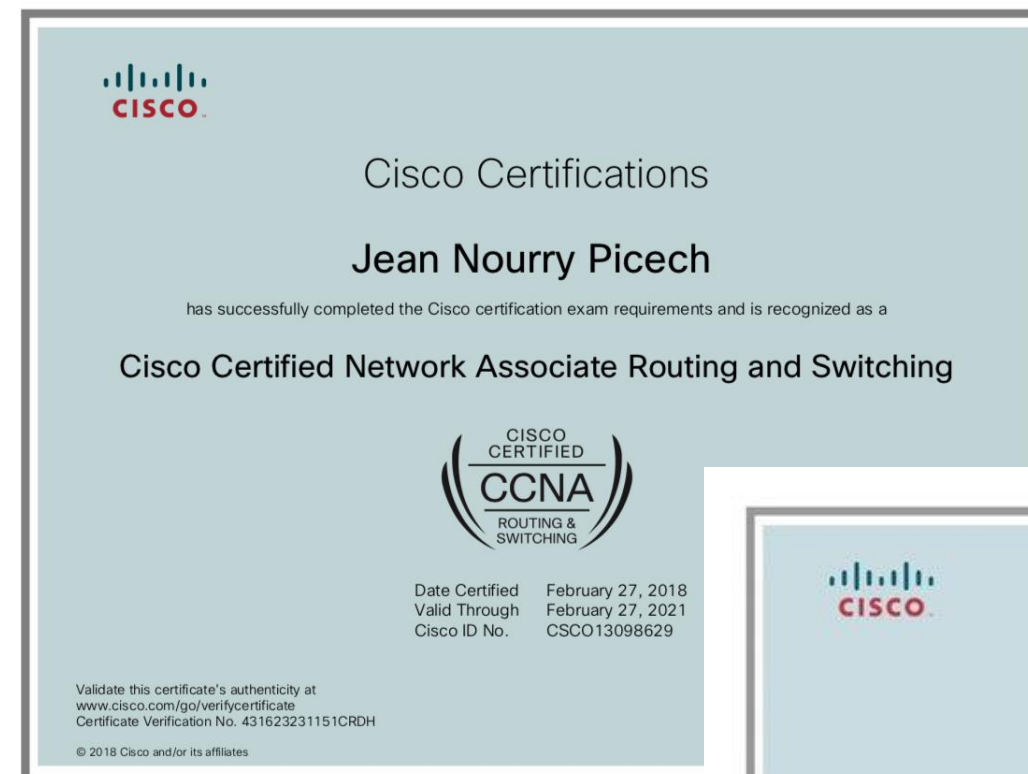 CISCO
Cisco Certifications
Jean Nourry Picech
has successfully completed the Cisco certification exam requirements and is recognized as a
Cisco Certified Network Associate Routing and Switching
CISCO
CERTIFIED
CCNA
ROUTING &
SWITCHING
Date Certified February 27, 2018
Valid Through February 27, 2021
Cisco ID No. CSCO13098629
Validate this certificate's authenticity at
www.cisco.com/go/verifycertificate
Certificate Verification No. 431623231151CRDH
© 2018 Cisco and/or its affiliates
CISCO